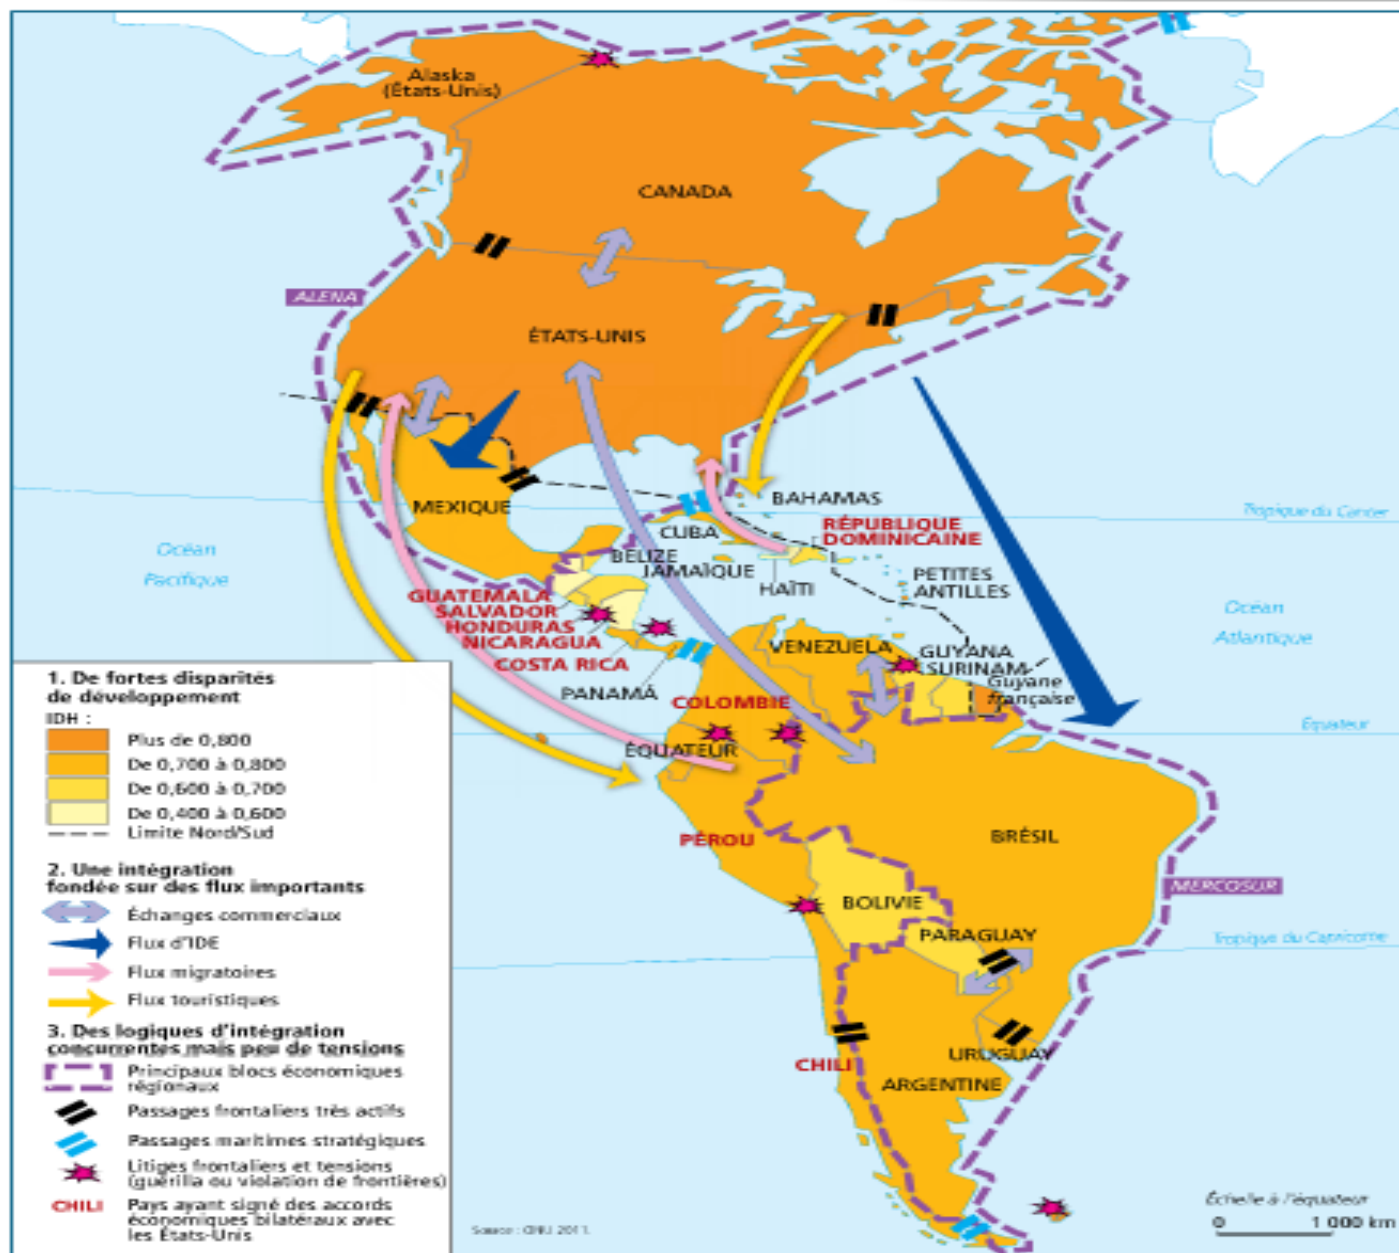 Alaska
(États-Unis)
CANADA
ALENA
ÉTATS-UNIS
MEXIQUE
BAHAMAS
Tropique du Cancer
CUBA
RÉPUBLIQUE
DOMINICAINE
Océan
Pacifique
BELIZE
JAMAÏQUE
HAÏTI
PETITES
ANTILLES
GUATEMALA
SALVADOR
HONDURAS
NICARAGUA
COSTA RICA
Océan
Atlantique
VENEZUELA
GUYANA
SURINAM
Guyane
française
PANAMÁ
COLOMBIE
Équateur
ÉQUATEUR
PÉROU
BRÉSIL
MERCOSUR
BOLIVIE
PARAGUAY
Tropique du Capricorne
CHILI
URUGUAY
ARGENTINE
1. De fortes disparités
de développement
IDH :
Plus de 0,800
De 0,700 à 0,800
De 0,600 à 0,700
De 0,400 à 0,600
Limite Nord/Sud
2. Une intégration
fondée sur des flux importants
Échanges commerciaux
Flux d'IDE
Flux migratoires
Flux touristiques
3. Des logiques d'intégration
concurrentes mais peu de tensions
Principaux blocs économiques
régionaux
Passages frontaliers très actifs
Passages maritimes stratégiques
Litiges frontaliers et tensions
(guérilla ou violation de frontières)
CHILI
Pays ayant signé des accords
économiques bilatéraux avec
les États-Unis
Source : ONU 2011.
Échelle à l'équateur
0 1 000 km